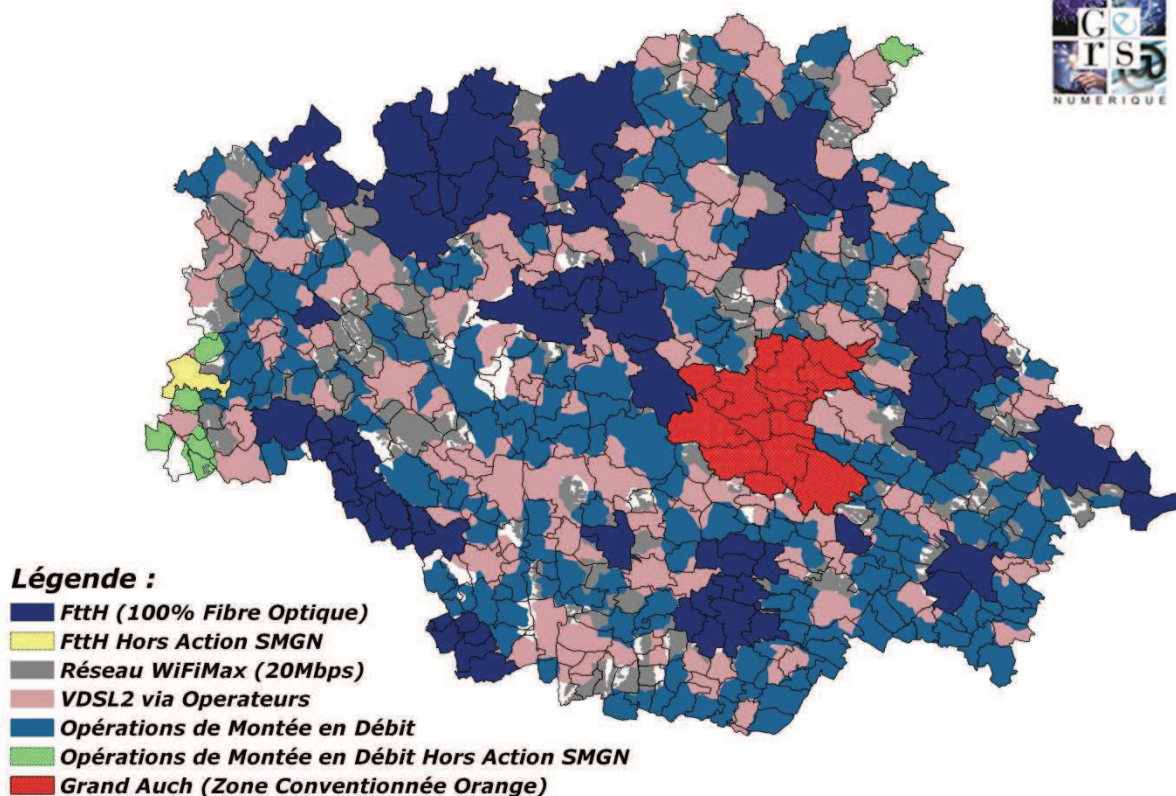 G e
r s
NUMERIQUE
Légende :
FttH (100% Fibre Optique)
FttH Hors Action SMGN
Réseau WiFiMax (20Mbps)
VDSL2 via Operateurs
Opérations de Montée en Débit
Opérations de Montée en Débit Hors Action SMGN
Grand Auch (Zone Conventionnée Orange)